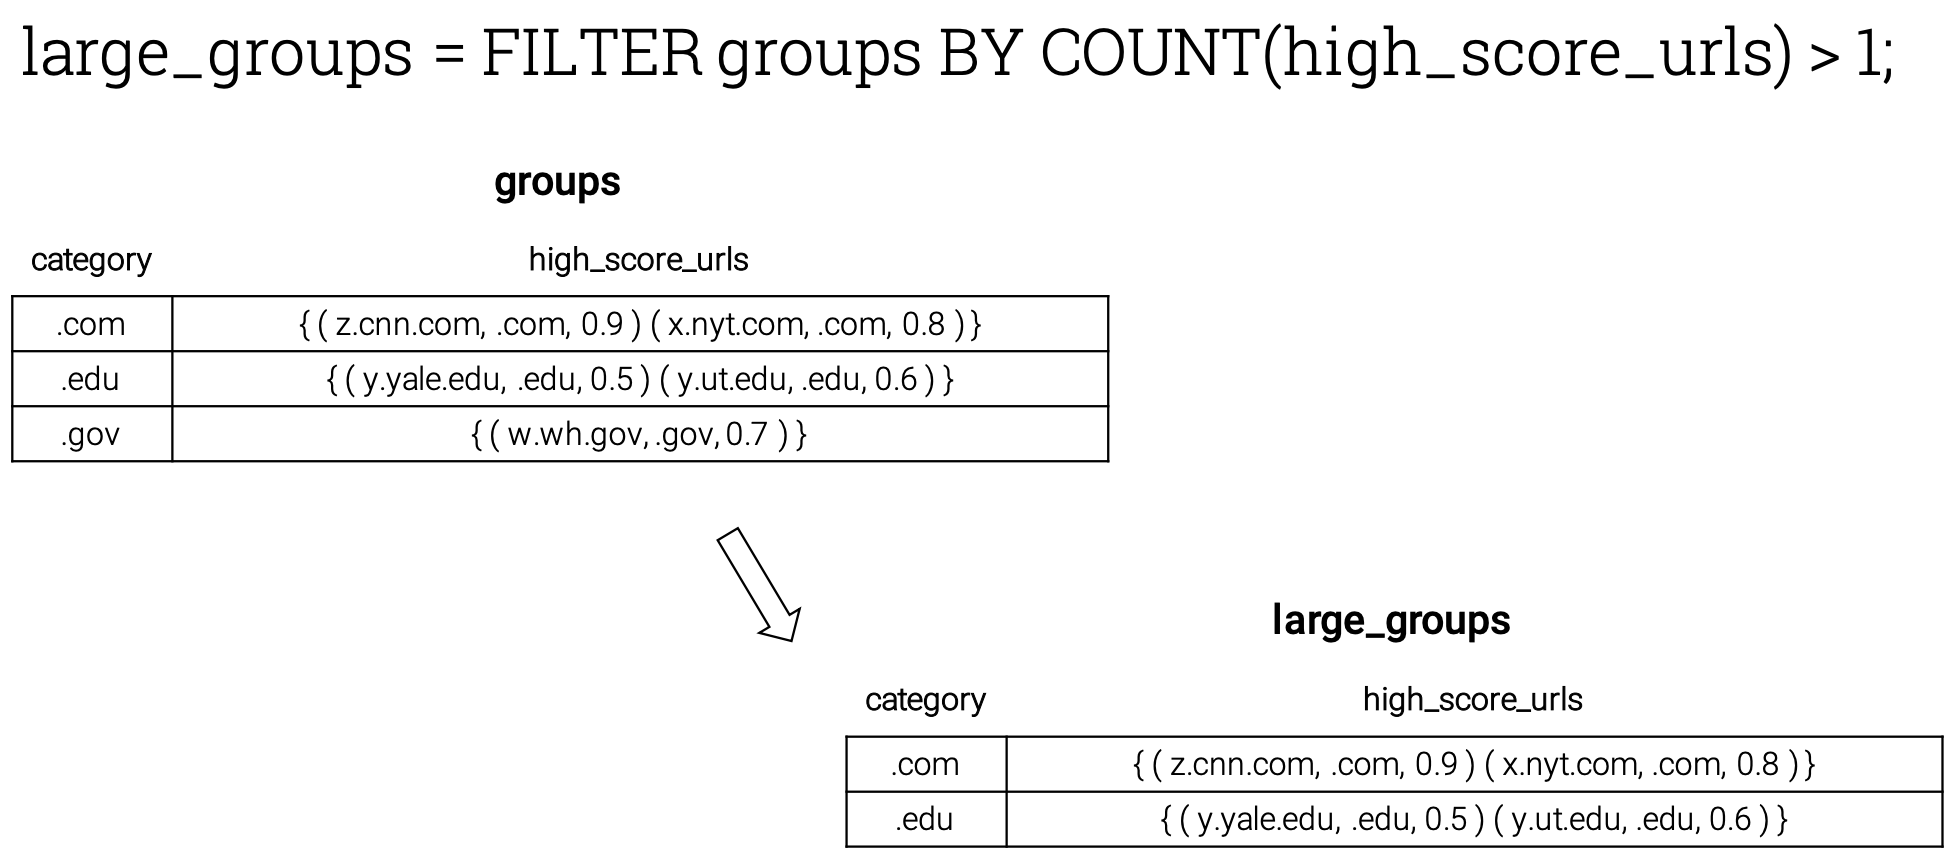 large_groups = FILTER groups BY COUNT(high_score_urls) > 1;
groups
category high_score_urls
.com { ( z.cnn.com, .com, 0.9 ) ( x.nyt.com, .com, 0.8 ) }
.edu { ( y.yale.edu, .edu, 0.5 ) ( y.ut.edu, .edu, 0.6 ) }
.gov { ( w.wh.gov, .gov, 0.7 ) }
large_groups
category high_score_urls
.com { ( z.cnn.com, .com, 0.9 ) ( x.nyt.com, .com, 0.8 ) }
.edu { ( y.yale.edu, .edu, 0.5 ) ( y.ut.edu, .edu, 0.6 ) }